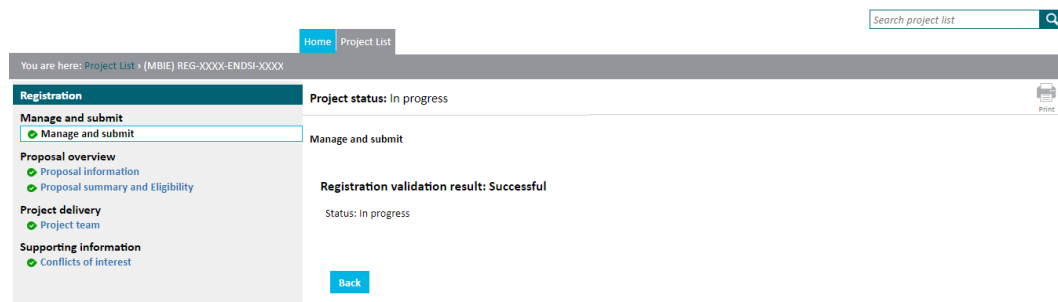 Search project list
Home Project List
You are here: Project List › (MBIE) REG-XXXX-ENDSI-XXXX
Registration
Manage and submit
Manage and submit
Proposal overview
Proposal information
Proposal summary and Eligibility
Project delivery
Project team
Supporting information
Conflicts of interest
Project status: In progress
Print
Manage and submit
Registration validation result: Successful
Status: In progress
Back